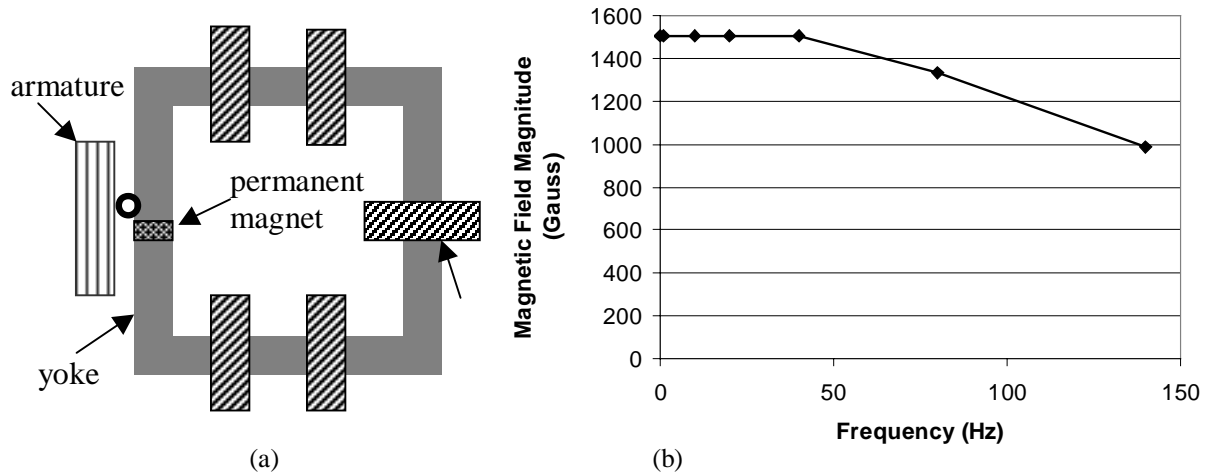 armature
permanent
magnet
yoke
(a)
Magnetic Field Magnitude
(Gauss)
1600
1400
1200
1000
800
600
400
200
0
0 50 100 150
Frequency (Hz)
(b)